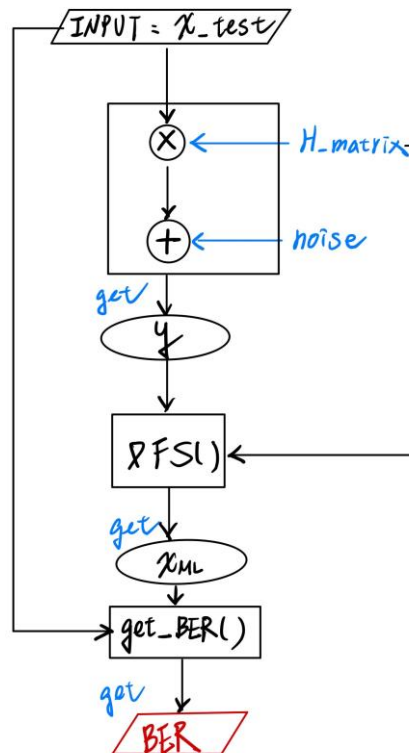 INPUT = x_test
×
H_matrix
+
noise
get
y
DFS()
get
xML
get_BER()
get
BER